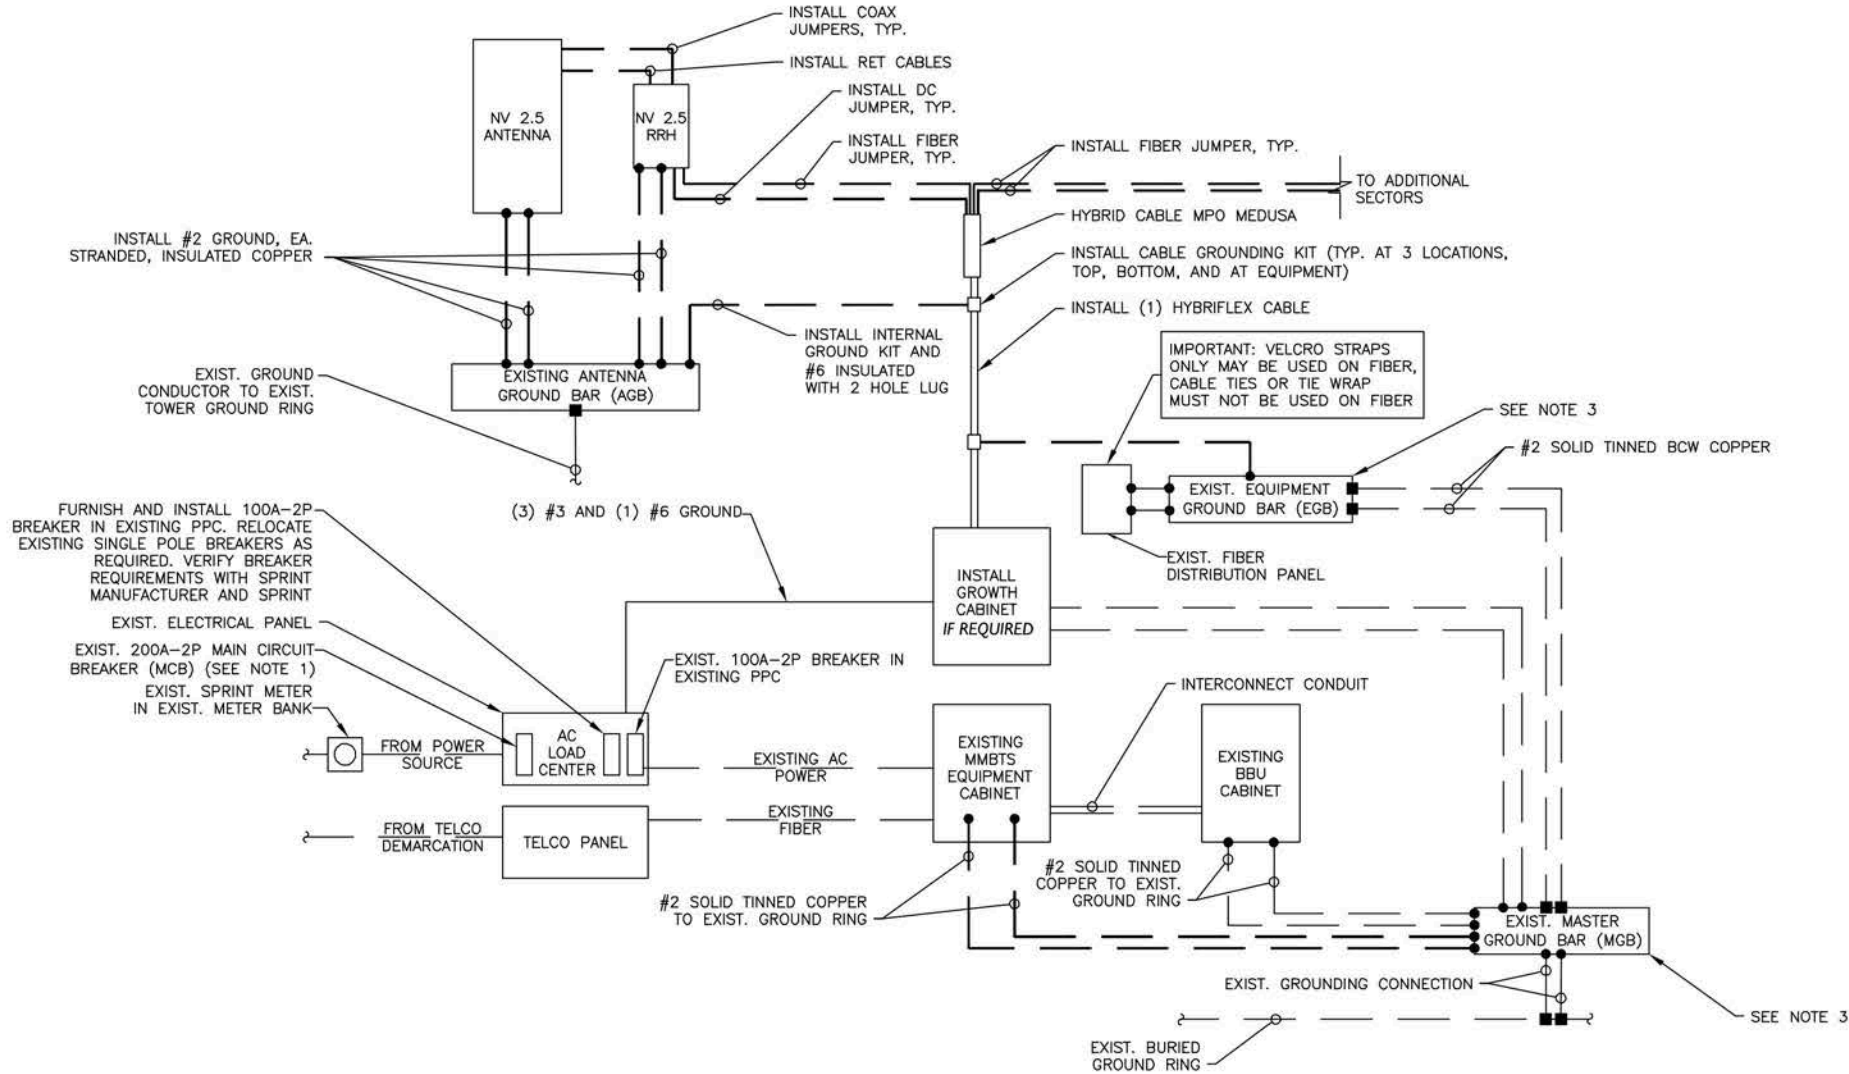 INSTALL COAX
JUMPERS, TYP.
INSTALL RET CABLES
INSTALL DC
JUMPER, TYP.
NV 2.5
ANTENNA
NV 2.5
RRH
INSTALL FIBER
JUMPER, TYP.
INSTALL FIBER JUMPER, TYP.
TO ADDITIONAL
SECTORS
HYBRID CABLE MPO MEDUSA
INSTALL #2 GROUND, EA.
STRANDED, INSULATED COPPER
INSTALL CABLE GROUNDING KIT (TYP. AT 3 LOCATIONS,
TOP, BOTTOM, AND AT EQUIPMENT)
INSTALL (1) HYBRIFLEX CABLE
INSTALL INTERNAL
GROUND KIT AND
#6 INSULATED
WITH 2 HOLE LUG
IMPORTANT: VELCRO STRAPS
ONLY MAY BE USED ON FIBER,
CABLE TIES OR TIE WRAP
MUST NOT BE USED ON FIBER
EXIST. GROUND
CONDUCTOR TO EXIST.
TOWER GROUND RING
EXISTING ANTENNA
GROUND BAR (AGB)
SEE NOTE 3
#2 SOLID TINNED BCW COPPER
EXIST. EQUIPMENT
GROUND BAR (EGB)
(3) #3 AND (1) #6 GROUND
FURNISH AND INSTALL 100A-2P
BREAKER IN EXISTING PPC. RELOCATE
EXISTING SINGLE POLE BREAKERS AS
REQUIRED. VERIFY BREAKER
REQUIREMENTS WITH SPRINT
MANUFACTURER AND SPRINT
EXIST. FIBER
DISTRIBUTION PANEL
INSTALL
GROWTH
CABINET
IF REQUIRED
EXIST. ELECTRICAL PANEL
EXIST. 200A-2P MAIN CIRCUIT
BREAKER (MCB) (SEE NOTE 1)
EXIST. SPRINT METER
IN EXIST. METER BANK
EXIST. 100A-2P BREAKER IN
EXISTING PPC
INTERCONNECT CONDUIT
FROM POWER
SOURCE
AC
LOAD
CENTER
EXISTING AC
POWER
EXISTING
MMBTS
EQUIPMENT
CABINET
EXISTING
BBU
CABINET
FROM TELCO
DEMARCATION
TELCO PANEL
EXISTING
FIBER
#2 SOLID TINNED COPPER
TO EXIST. GROUND RING
#2 SOLID TINNED
COPPER TO EXIST.
GROUND RING
EXIST. MASTER
GROUND BAR (MGB)
EXIST. GROUNDING CONNECTION
SEE NOTE 3
EXIST. BURIED
GROUND RING